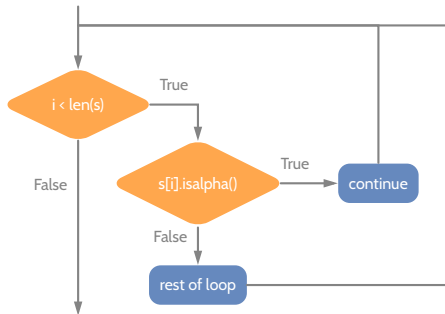 True
i < len(s)
True
s[i].isalpha()
continue
False
False
rest of loop